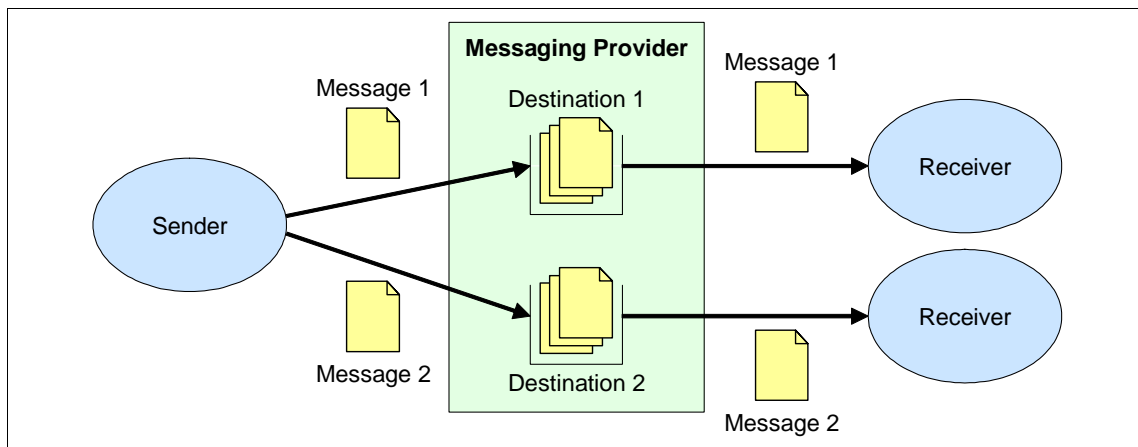 Messaging Provider
Message 1
Message 1
Destination 1
Sender
Receiver
Receiver
Message 2
Destination 2
Message 2